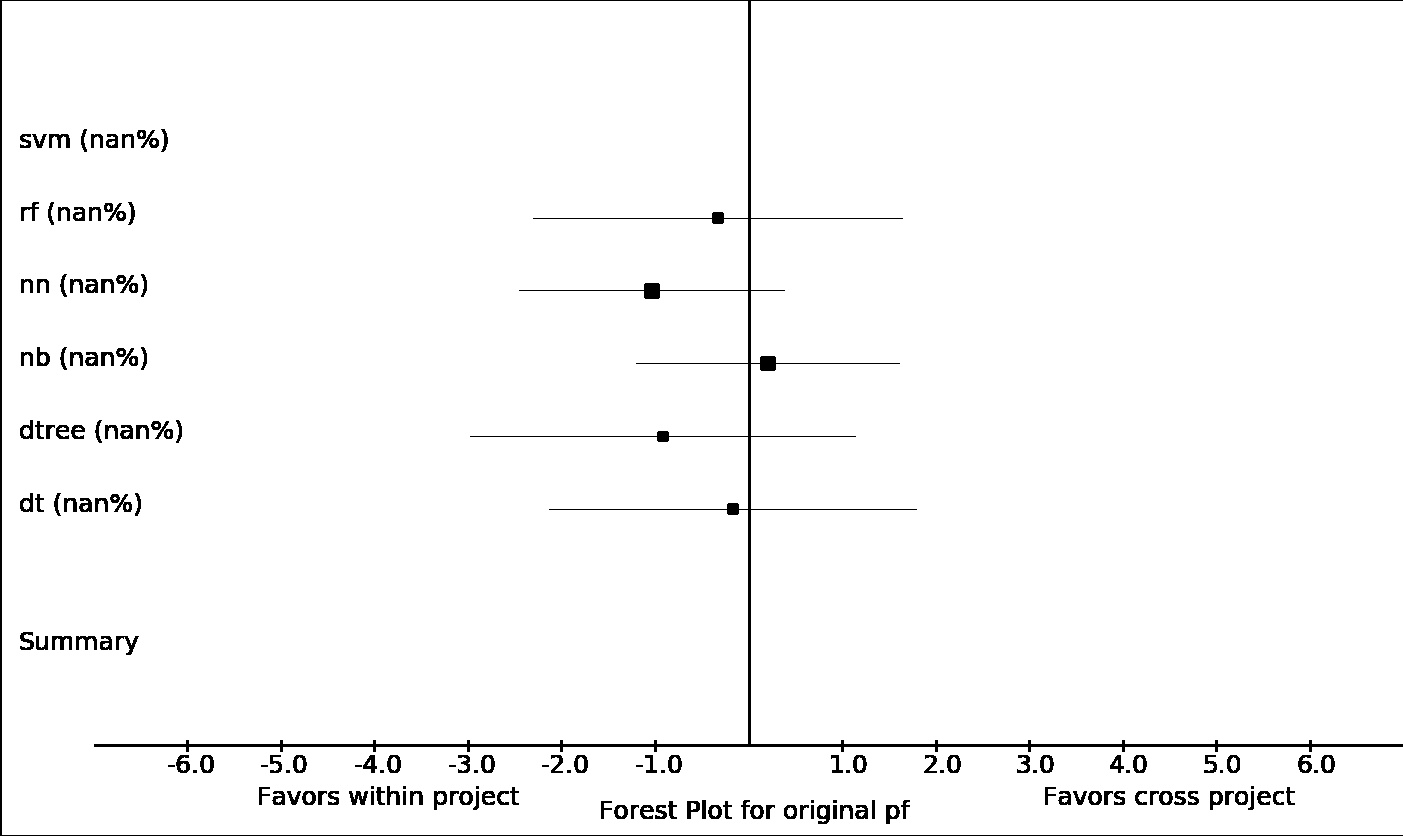 svm (nan%)
rf (nan%)
nn (nan%)
nb (nan%)
dtree (nan%)
dt (nan%)
Summary
-6.0 -5.0 -4.0 -3.0 -2.0 -1.0 1.0 2.0 3.0 4.0 5.0 6.0
Favors within project Favors cross project
Forest Plot for original pf